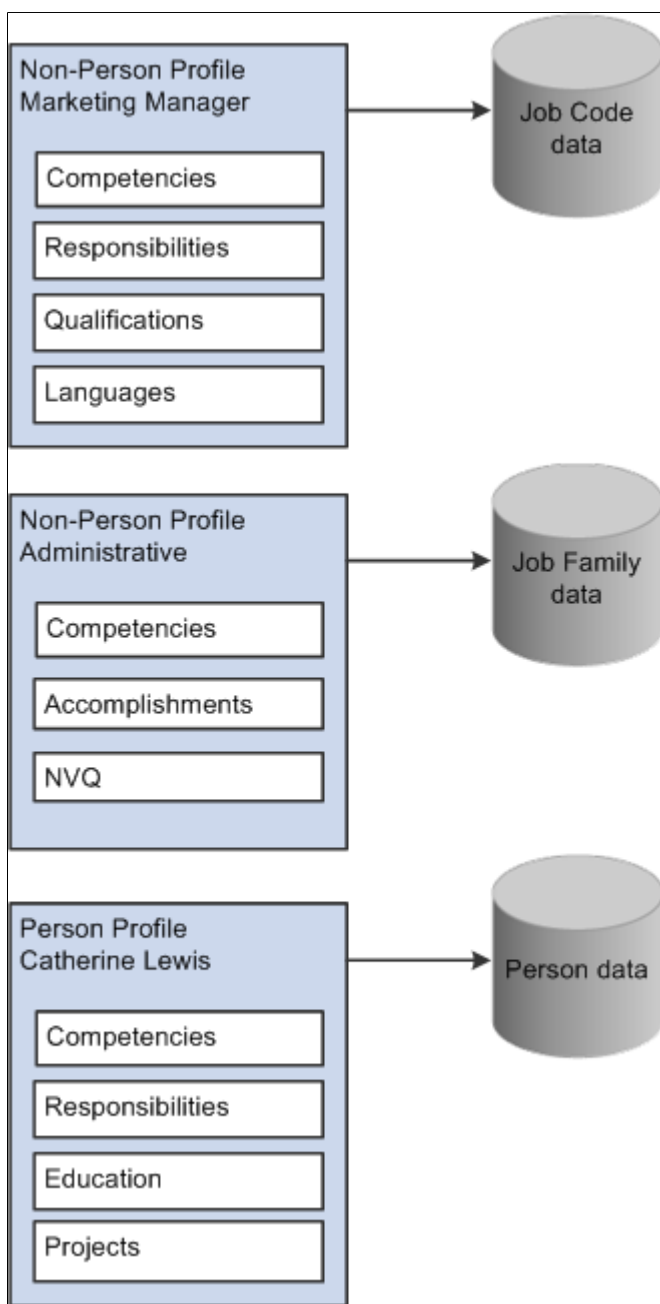 Non-Person Profile
Marketing Manager
Competencies
Responsibilities
Qualifications
Languages
Job Code
data
Non-Person Profile
Administrative
Competencies
Accomplishments
NVQ
Job Family
data
Person Profile
Catherine Lewis
Competencies
Responsibilities
Education
Projects
Person data